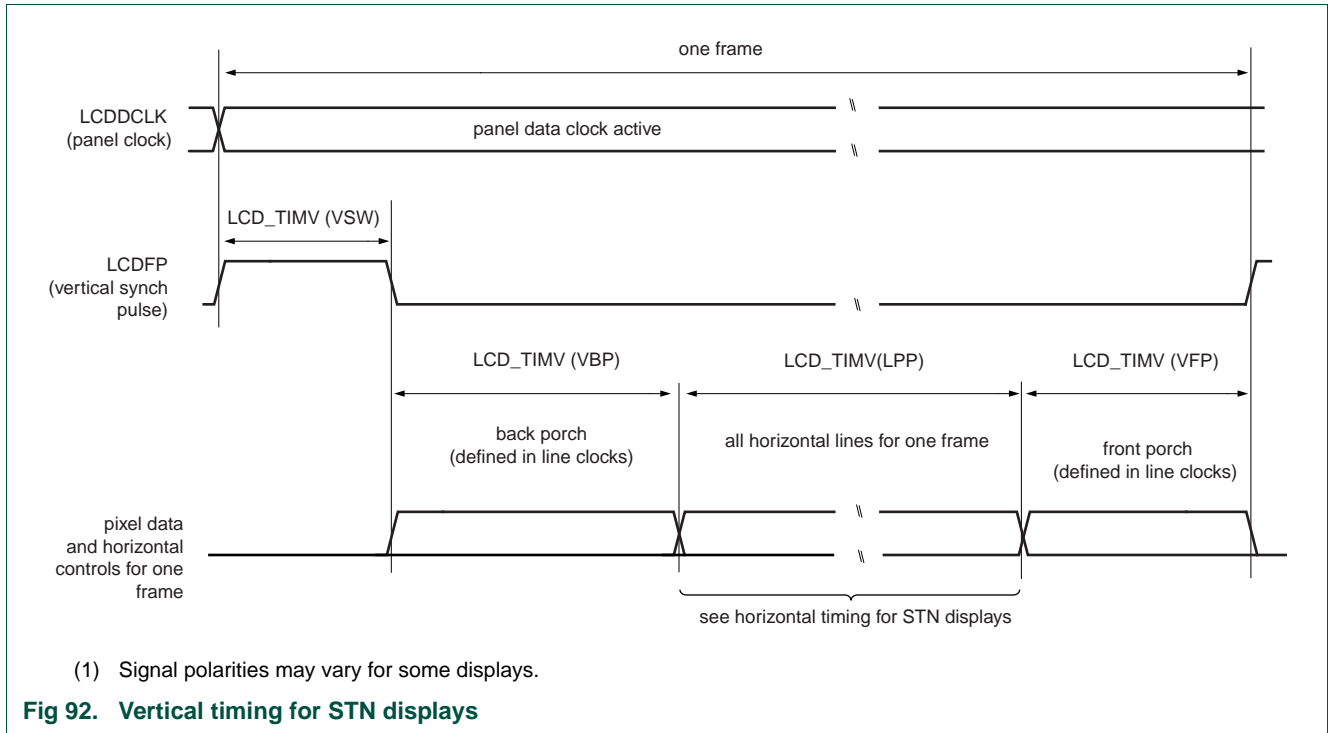 one frame
LCDDCLK
(panel clock)
panel data clock active
LCD_TIMV (VSW)
LCDFP
(vertical synch
pulse)
LCD_TIMV (VBP)
LCD_TIMV(LPP)
LCD_TIMV (VFP)
back porch
(defined in line clocks)
all horizontal lines for one frame
front porch
(defined in line clocks)
pixel data
and horizontal
controls for one
frame
see horizontal timing for STN displays
(1) Signal polarities may vary for some displays.
Fig 92. Vertical timing for STN displays